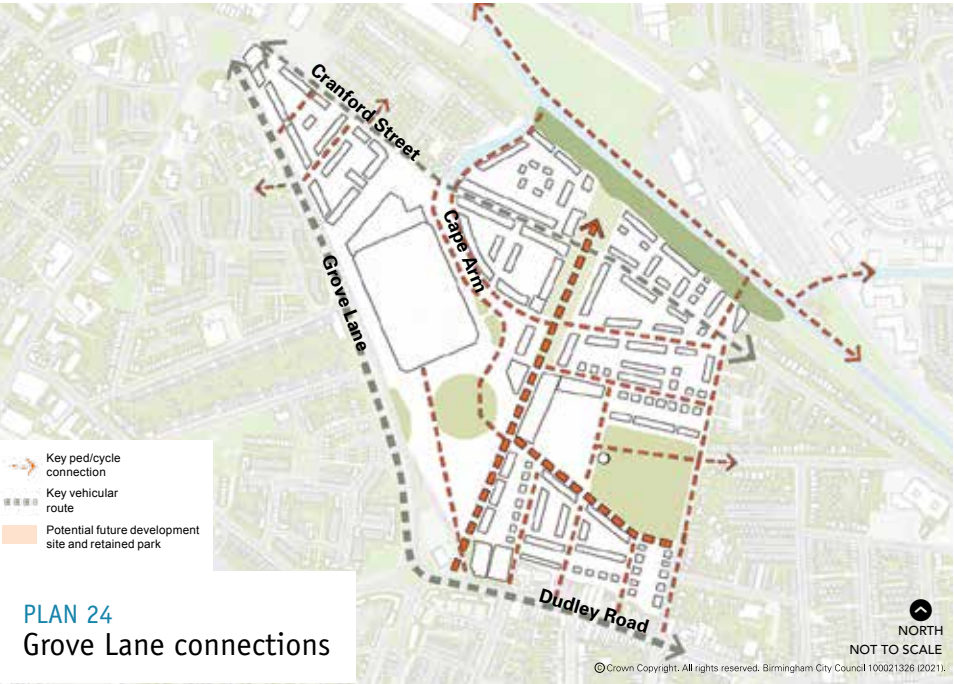 Cranford Street
Cape Arm
Grove Lane
Dudley Road
Key ped/cycle
connection
Key vehicular
route
Potential future development
site and retained park
PLAN 24
Grove Lane connections
NORTH
NOT TO SCALE
©Crown Copyright. All rights reserved. Birmingham City Council 100021326 (2021).